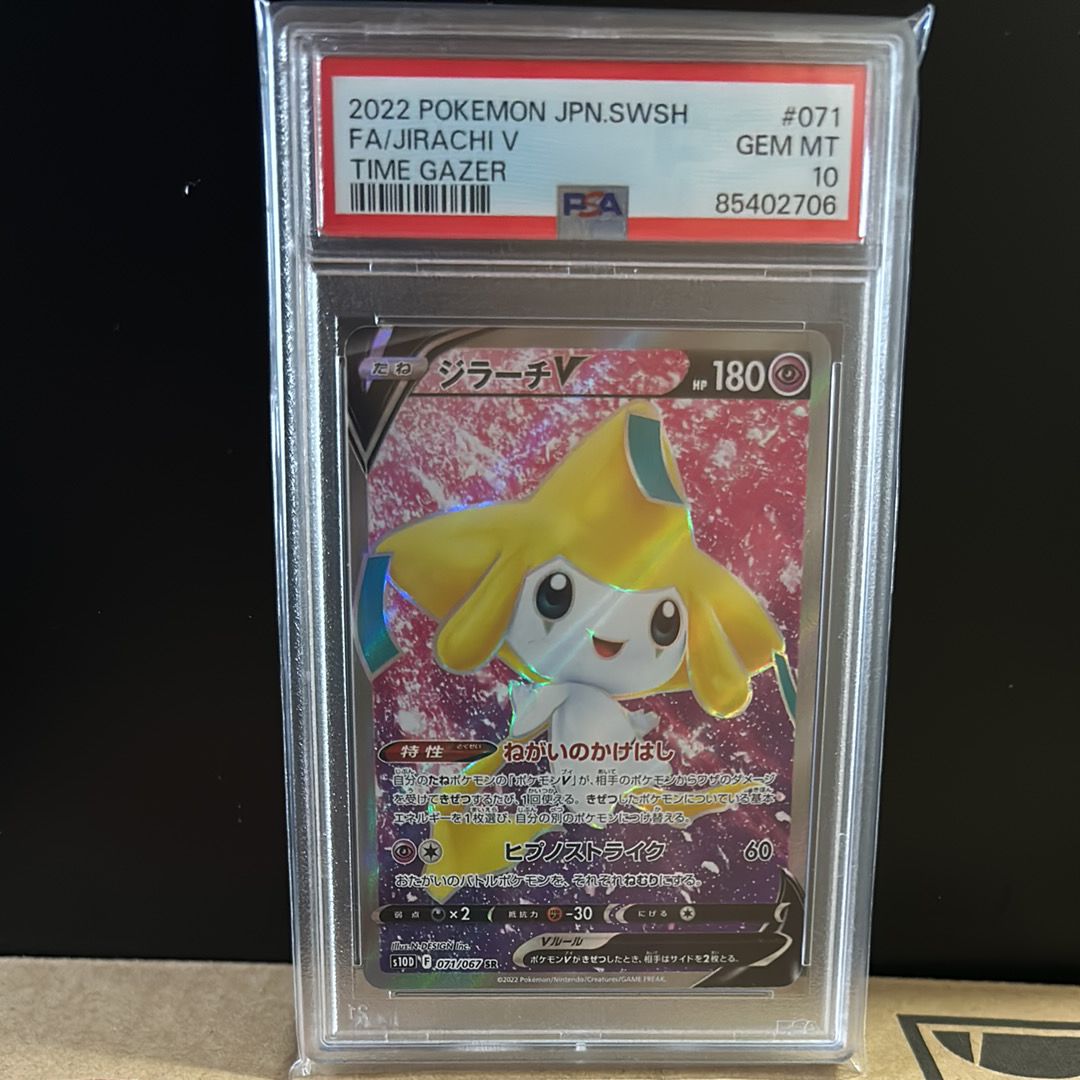 2022 POKEMON JPN.SWSH #071
FA/JIRACHI V GEM MT
TIME GAZER 10
PSA 85402706
たね ジラーチV HP 180
特性 とくせい ねがいのかけはし
自分のたねポケモンの「ポケモンV」が、相手のポケモンからワザのダメージ
を受けてきぜつするたび、1回使える。きぜつしたポケモンについている基本
エネルギーを1枚選び、自分の別のポケモンにつけ替える。
ヒプノストライク 60
おたがいのバトルポケモンを、それぞれねむりにする。
弱点 ×2 抵抗力 -30 にげる
Illus.N-DESIGN Inc. Vルール
s10D F 071/067 SR ポケモンVがきぜつしたとき、相手はサイドを2枚とる。
©2022 Pokémon/Nintendo/Creatures/GAME FREAK.